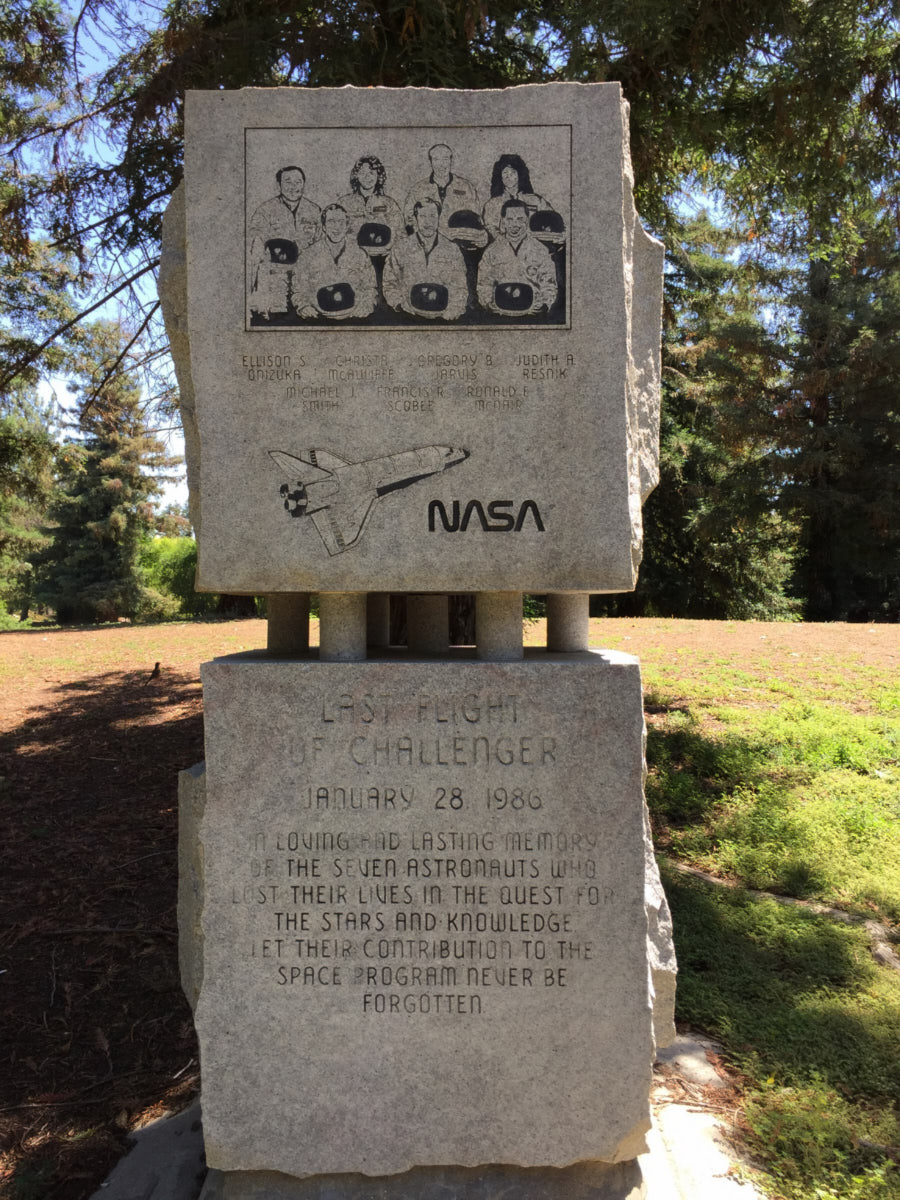 ELLISON S. CHRISTA GREGORY B. JUDITH A.
ONIZUKA MCAULIFFE JARVIS RESNIK
MICHAEL J. FRANCIS R. RONALD E.
SMITH SCOBEE MCNAIR
NASA
LAST FLIGHT
OF CHALLENGER
JANUARY 28, 1986
IN LOVING AND LASTING MEMORY
OF THE SEVEN ASTRONAUTS WHO
LOST THEIR LIVES IN THE QUEST FOR
THE STARS AND KNOWLEDGE.
LET THEIR CONTRIBUTION TO THE
SPACE PROGRAM NEVER BE
FORGOTTEN.